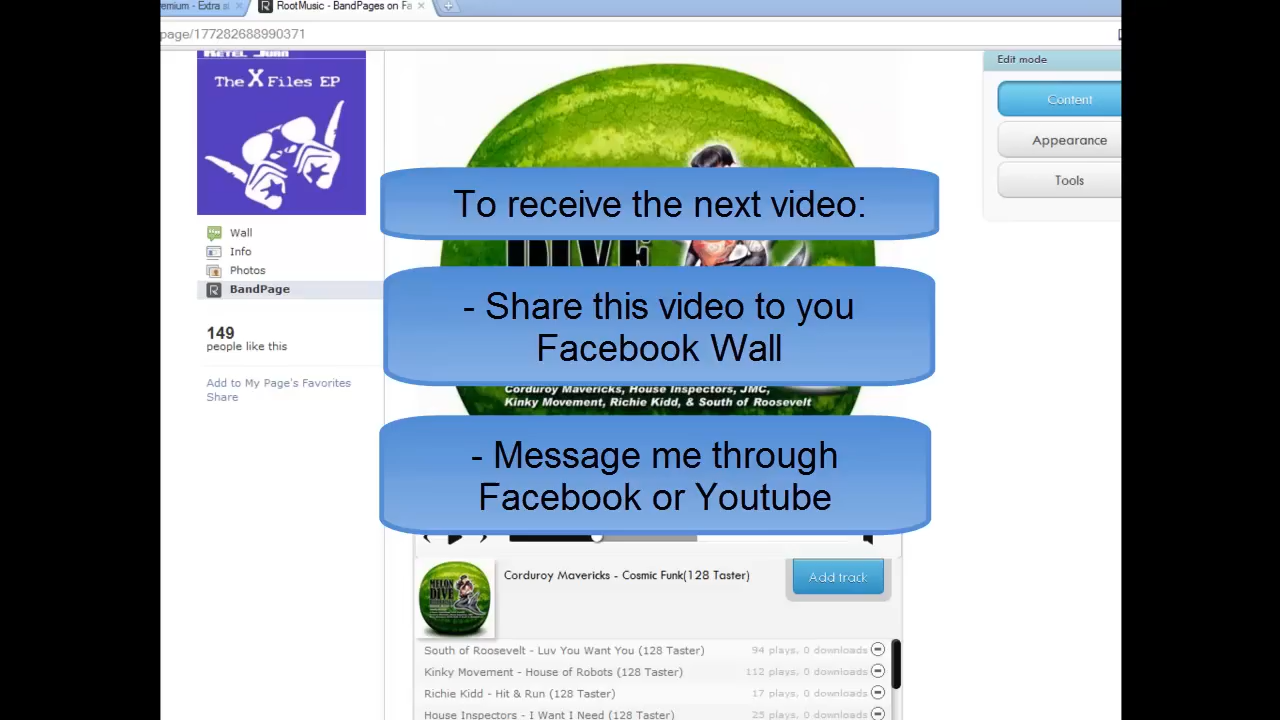 emium - Extra si
RootMusic - BandPages on Fa
page/177282688990371
The X Files EP
Edit mode
Content
Appearance
Tools
Wall
Info
Photos
BandPage
149
people like this
Add to My Page's Favorites
Share
To receive the next video:
DIVE
- Share this video to you
Facebook Wall
Corduroy Mavericks, House Inspectors, JMC,
Kinky Movement, Richie Kidd, & South of Roosevelt
- Message me through
Facebook or Youtube
MELON
DIVE
Corduroy Mavericks - Cosmic Funk(128 Taster)
Add track
South of Roosevelt - Luv You Want You (128 Taster) 94 plays, 0 downloads
Kinky Movement - House of Robots (128 Taster) 112 plays, 0 downloads
Richie Kidd - Hit & Run (128 Taster) 17 plays, 0 downloads
House Inspectors - I Want I Need (128 Taster) 25 plays, 0 downloads